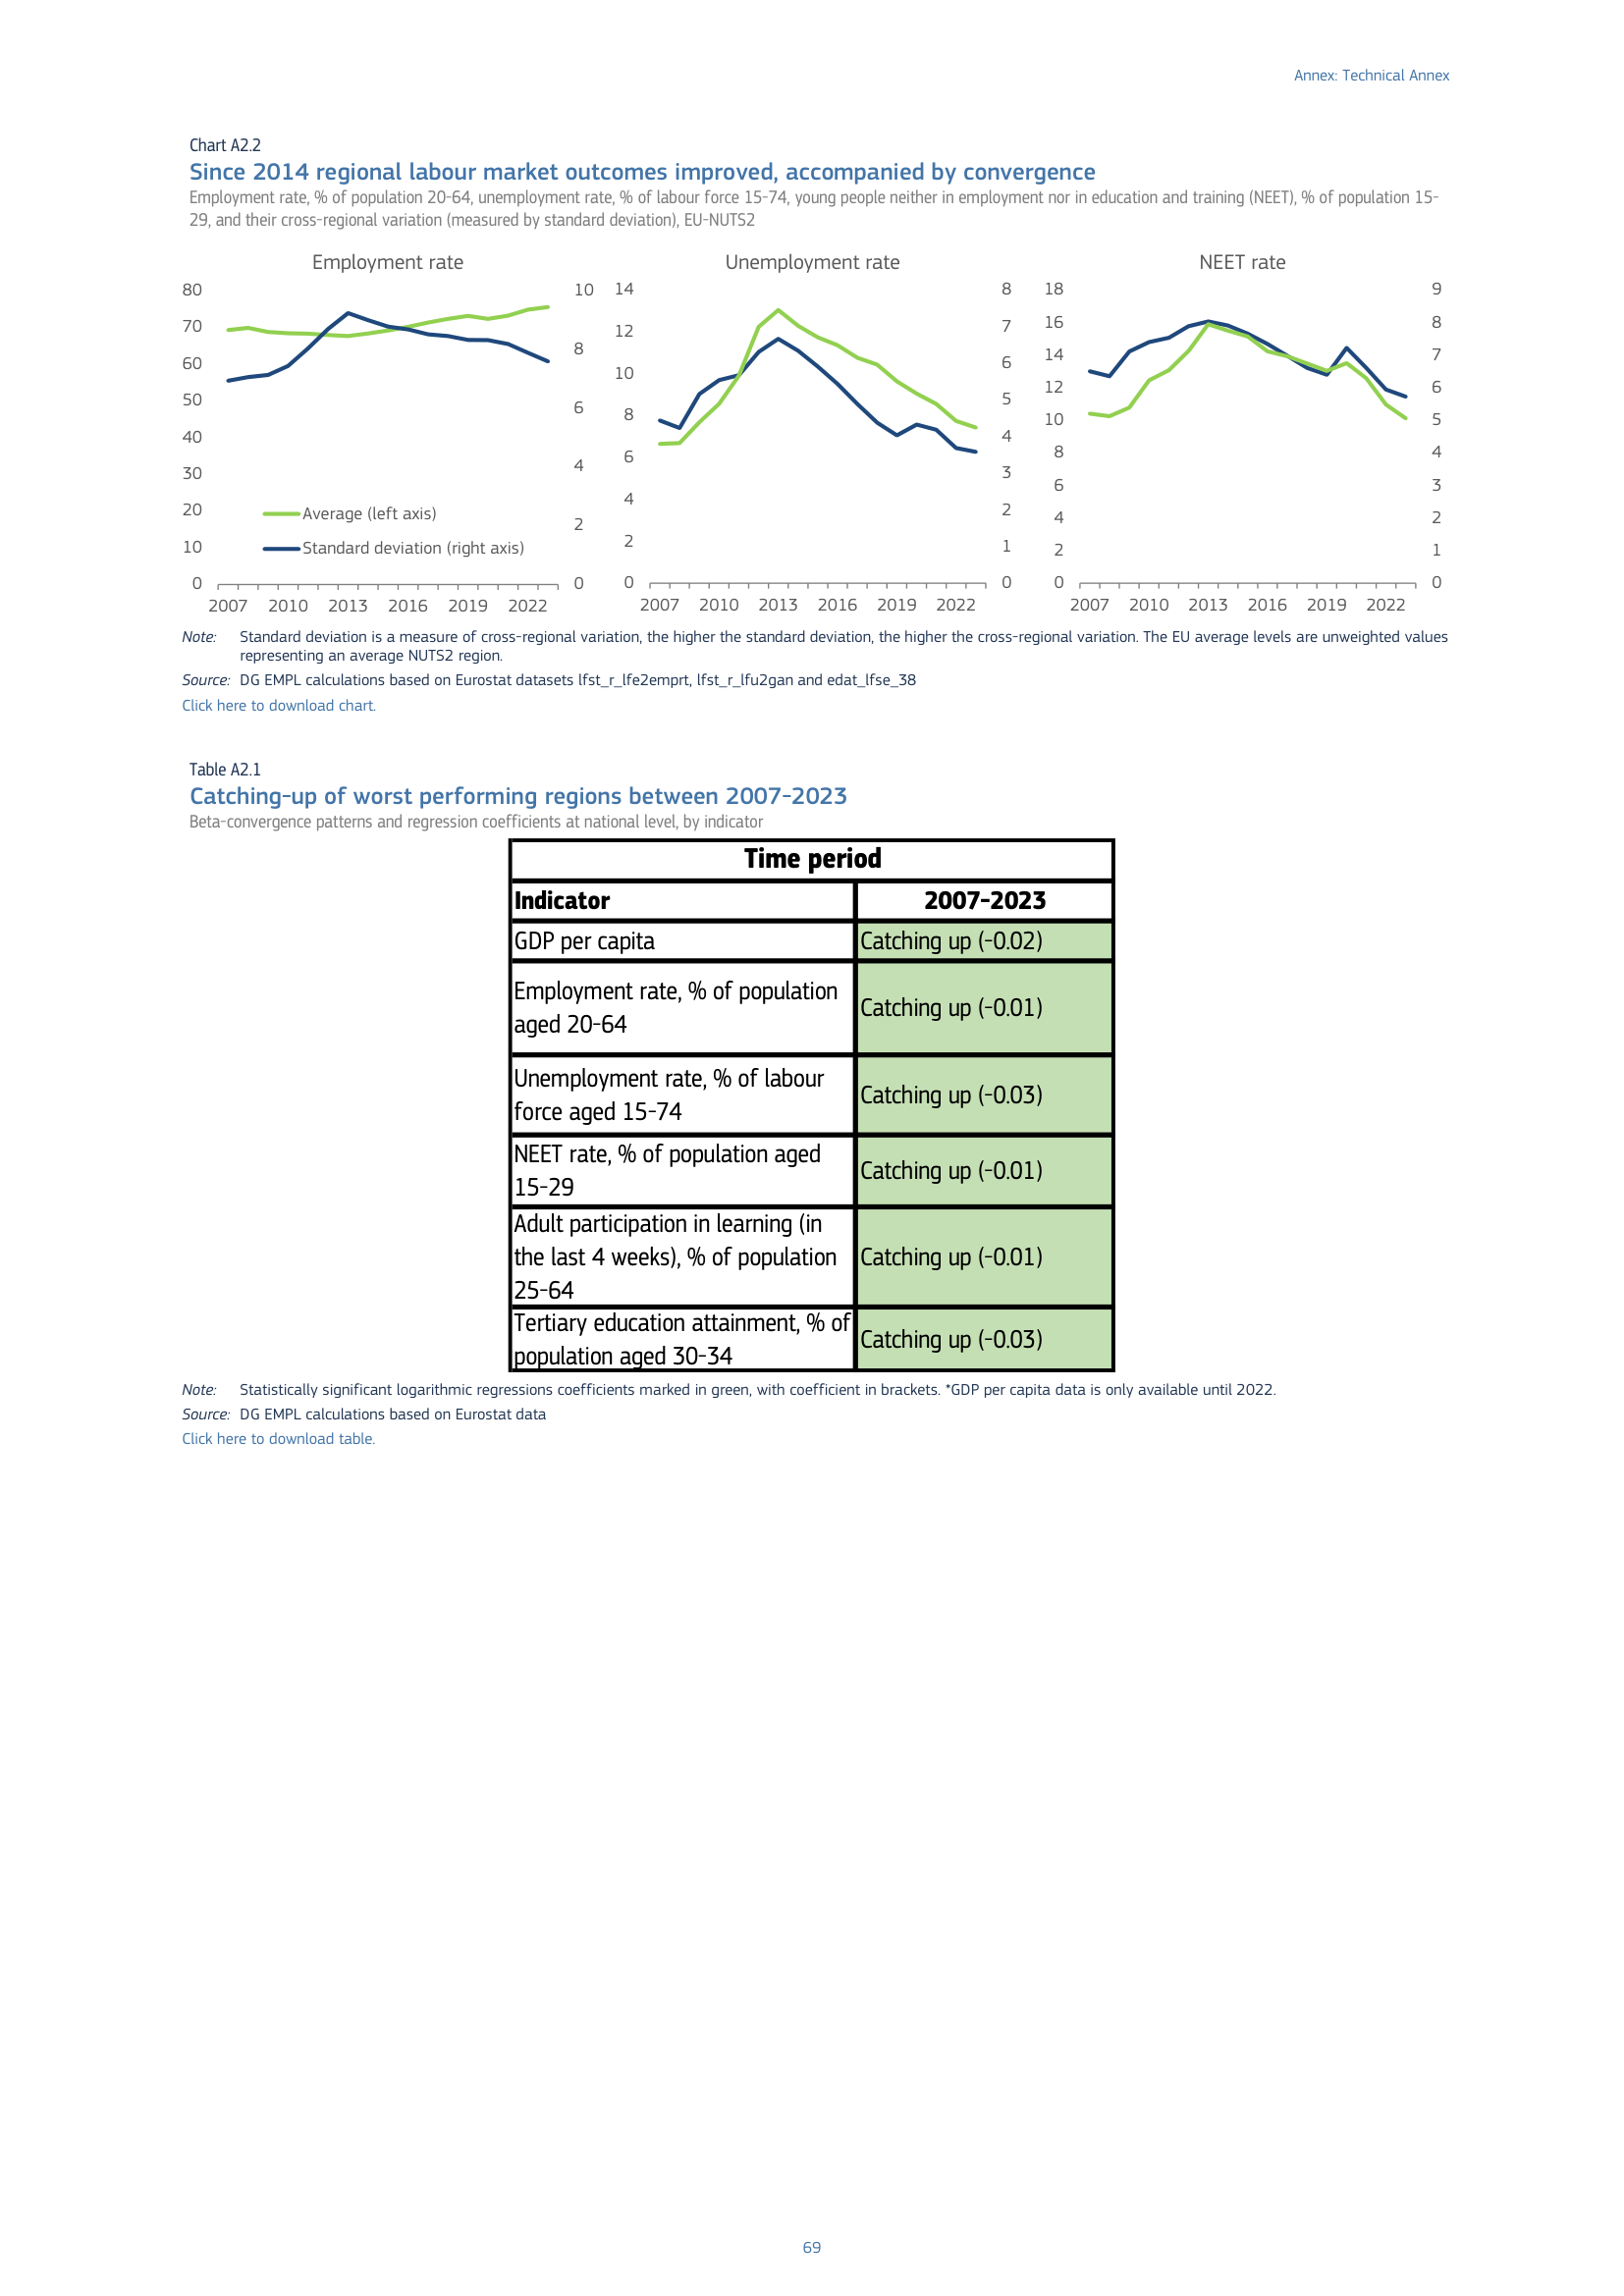 Annex: Technical Annex
Chart A2.2
Since 2014 regional labour market outcomes improved, accompanied by convergence
Employment rate, % of population 20-64, unemployment rate, % of labour force 15-74, young people neither in employment nor in education and training (NEET), % of population 15-
29, and their cross-regional variation (measured by standard deviation), EU-NUTS2
Employment rate
80
70
60
50
40
30
20
10
0
10
8
6
4
2
0
Average (left axis)
Standard deviation (right axis)
2007 2010 2013 2016 2019 2022
Unemployment rate
14
12
10
8
6
4
2
0
8
7
6
5
4
3
2
1
0
2007 2010 2013 2016 2019 2022
NEET rate
18
16
14
12
10
8
6
4
2
0
9
8
7
6
5
4
3
2
1
0
2007 2010 2013 2016 2019 2022
Note: Standard deviation is a measure of cross-regional variation, the higher the standard deviation, the higher the cross-regional variation. The EU average levels are unweighted values
representing an average NUTS2 region.
Source: DG EMPL calculations based on Eurostat datasets lfst_r_lfe2emprt, lfst_r_lfu2gan and edat_lfse_38
Click here to download chart.
Table A2.1
Catching-up of worst performing regions between 2007-2023
Beta-convergence patterns and regression coefficients at national level, by indicator
Time period
Indicator 2007-2023
GDP per capita Catching up (-0.02)
Employment rate, % of population
aged 20-64
Catching up (-0.01)
Unemployment rate, % of labour
force aged 15-74
Catching up (-0.03)
NEET rate, % of population aged
15-29
Catching up (-0.01)
Adult participation in learning (in
the last 4 weeks), % of population
25-64
Catching up (-0.01)
Tertiary education attainment, % of
population aged 30-34
Catching up (-0.03)
Note: Statistically significant logarithmic regressions coefficients marked in green, with coefficient in brackets. *GDP per capita data is only available until 2022.
Source: DG EMPL calculations based on Eurostat data
Click here to download table.
69